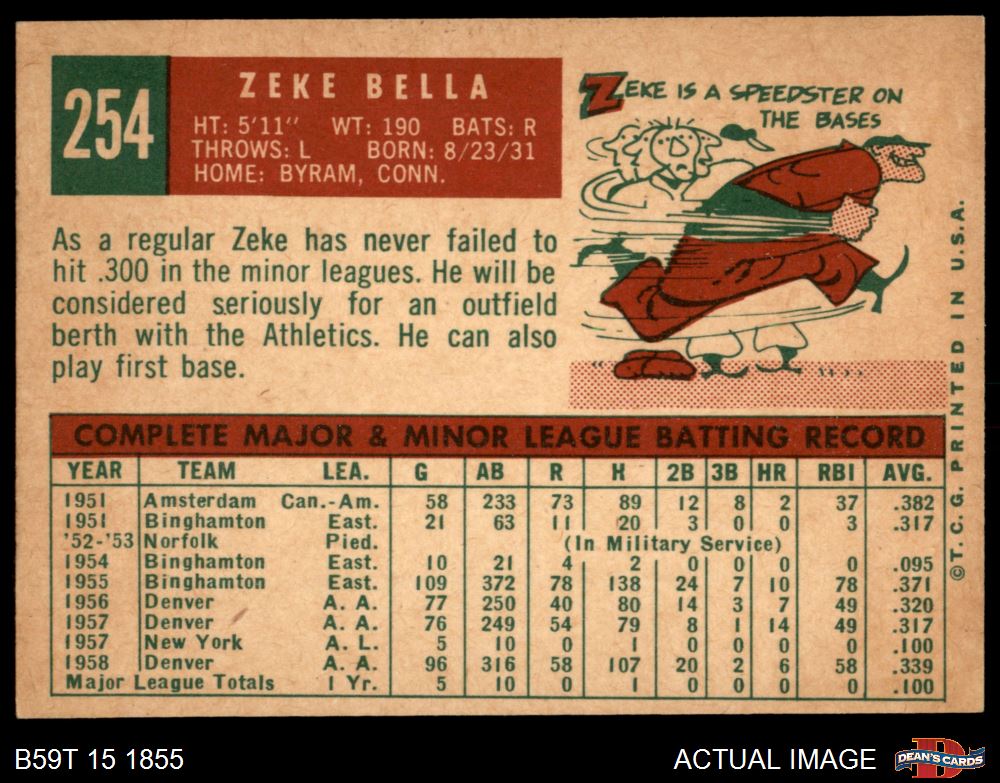 254
ZEKE BELLA
HT: 5'11" WT: 190 BATS: R
THROWS: L BORN: 8/23/31
HOME: BYRAM, CONN.
ZEKE IS A SPEEDSTER ON
THE BASES
As a regular Zeke has never failed to
hit .300 in the minor leagues. He will be
considered seriously for an outfield
berth with the Athletics. He can also
play first base.
COMPLETE MAJOR & MINOR LEAGUE BATTING RECORD
YEAR TEAM LEA. G AB R H 2B 3B HR RBI AVG.
1951 Amsterdam Can.-Am. 58 233 73 89 12 8 2 37 .382
1951 Binghamton East. 21 63 11 20 3 0 0 3 .317
'52-'53 Norfolk Pied. (In Military Service)
1954 Binghamton East. 10 21 4 2 0 0 0 0 .095
1955 Binghamton East. 109 372 78 138 24 7 10 78 .371
1956 Denver A. A. 77 250 40 80 14 3 7 49 .320
1957 Denver A. A. 76 249 54 79 8 1 14 49 .317
1957 New York A. L. 5 10 0 1 0 0 0 0 .100
1958 Denver A. A. 96 316 58 107 20 2 6 58 .339
Major League Totals 1 Yr. 5 10 0 1 0 0 0 0 .100
© T. C. G. PRINTED IN U.S.A.
B59T 15 1855
ACTUAL IMAGE
D
DEAN'S CARDS